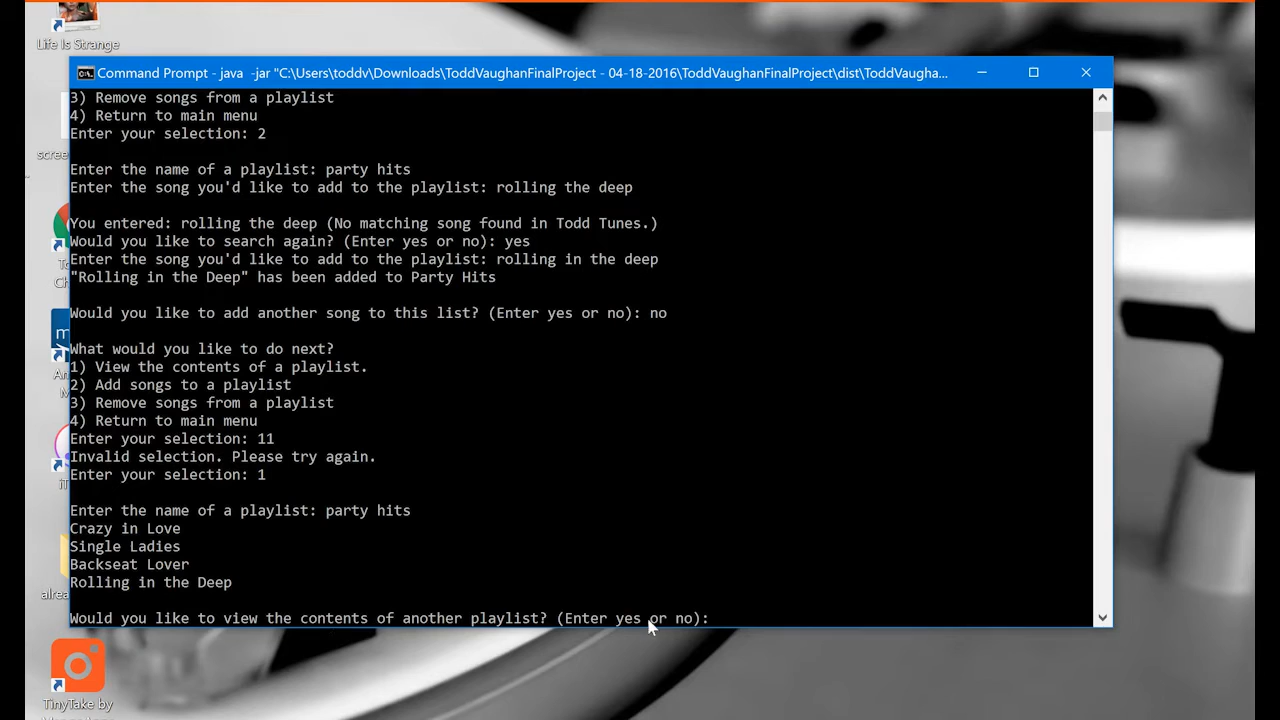 Life Is Strange
Command Prompt - java  -jar "C:\Users\toddv\Downloads\ToddVaughanFinalProject - 04-18-2016\ToddVaughanFinalProject\dist\ToddVaugha...
3) Remove songs from a playlist
4) Return to main menu
Enter your selection: 2
Enter the name of a playlist: party hits
Enter the song you'd like to add to the playlist: rolling the deep
You entered: rolling the deep (No matching song found in Todd Tunes.)
Would you like to search again? (Enter yes or no): yes
Enter the song you'd like to add to the playlist: rolling in the deep
"Rolling in the Deep" has been added to Party Hits
Would you like to add another song to this list? (Enter yes or no): no
What would you like to do next?
1) View the contents of a playlist.
2) Add songs to a playlist
3) Remove songs from a playlist
4) Return to main menu
Enter your selection: 11
Invalid selection. Please try again.
Enter your selection: 1
Enter the name of a playlist: party hits
Crazy in Love
Single Ladies
Backseat Lover
Rolling in the Deep
Would you like to view the contents of another playlist? (Enter yes or no):
TinyTake by